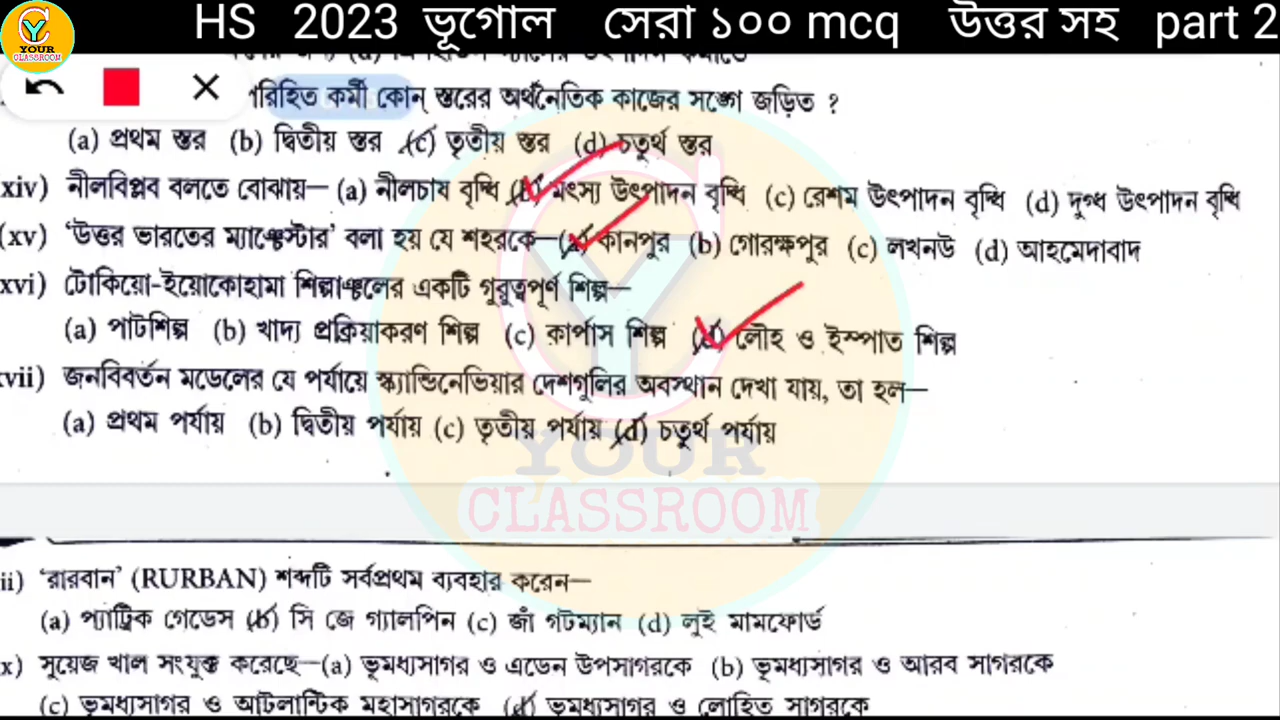 HS 2023 ভূগোল সেরা ১০০ mcq উত্তর সহ part 2
YOUR
CLASSROOM
পরিহিত কর্মী কোন্ স্তরের অর্থনৈতিক কাজের সঙ্গে জড়িত ?
(a) প্রথম স্তর (b) দ্বিতীয় স্তর (c) তৃতীয় স্তর (d) চতুর্থ স্তর
xiv) নীলবিপ্লব বলতে বোঝায়— (a) নীলচাষ বৃদ্ধি (b) মৎস্য উৎপাদন বৃদ্ধি (c) রেশম উৎপাদন বৃদ্ধি (d) দুগ্ধ উৎপাদন বৃদ্ধি
(xv) 'উত্তর ভারতের ম্যাঞ্চেস্টার' বলা হয় যে শহরকে—(a) কানপুর (b) গোরক্ষপুর (c) লখনউ (d) আহমেদাবাদ
xvi) টোকিয়ো-ইয়োকোহামা শিল্পাঞ্চলের একটি গুরুত্বপূর্ণ শিল্প—
(a) পাটশিল্প (b) খাদ্য প্রক্রিয়াকরণ শিল্প (c) কার্পাস শিল্প (d) লৌহ ও ইস্পাত শিল্প
vii) জনবিবর্তন মডেলের যে পর্যায়ে স্ক্যান্ডিনেভিয়ার দেশগুলির অবস্থান দেখা যায়, তা হল—
(a) প্রথম পর্যায় (b) দ্বিতীয় পর্যায় (c) তৃতীয় পর্যায় (d) চতুর্থ পর্যায়
YOUR
CLASSROOM
ii) 'রারবান' (RURBAN) শব্দটি সর্বপ্রথম ব্যবহার করেন—
(a) প্যাট্রিক গেডেস (b) সি জে গ্যালপিন (c) জাঁ গটম্যান (d) লুই মামফোর্ড
x) সুয়েজ খাল সংযুক্ত করেছে—(a) ভূমধ্যসাগর ও এডেন উপসাগরকে (b) ভূমধ্যসাগর ও আরব সাগরকে
(c) ভূমধ্যসাগর ও আটলান্টিক মহাসাগরকে (d) ভূমধ্যসাগর ও লোহিত সাগরকে